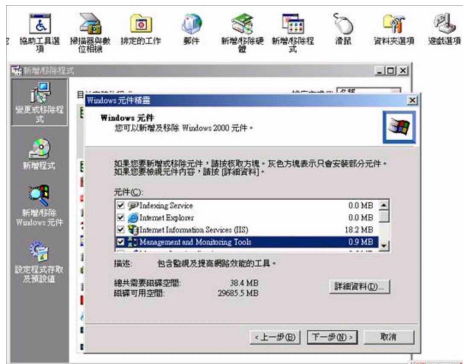 協助工具選項
掃描器與數位相機
排定的工作
郵件
新增/移除硬體
新增/移除程式
滑鼠
資料夾選項
遊戲選項
新增/移除程式
變更或移除程式
新增程式
新增/移除 Windows 元件
設定程式存取及預設值
Windows 元件精靈
Windows 元件
您可以新增及移除 Windows 2000 元件。
如果您要新增或移除元件，請按核取方塊。灰色方塊表示只會安裝部分元件。
如果您要檢視元件內容，請按 [詳細資料]。
元件(C):
Indexing Service 0.0 MB
Internet Explorer 0.0 MB
Internet Information Services (IIS) 18.2 MB
Management and Monitoring Tools 0.9 MB
描述: 包含監視及提高網路效能的工具。
總共需要磁碟空間: 38.4 MB
磁碟可用空間: 29685.5 MB
詳細資料(D)...
<上一步(B) 下一步(N)> 取消